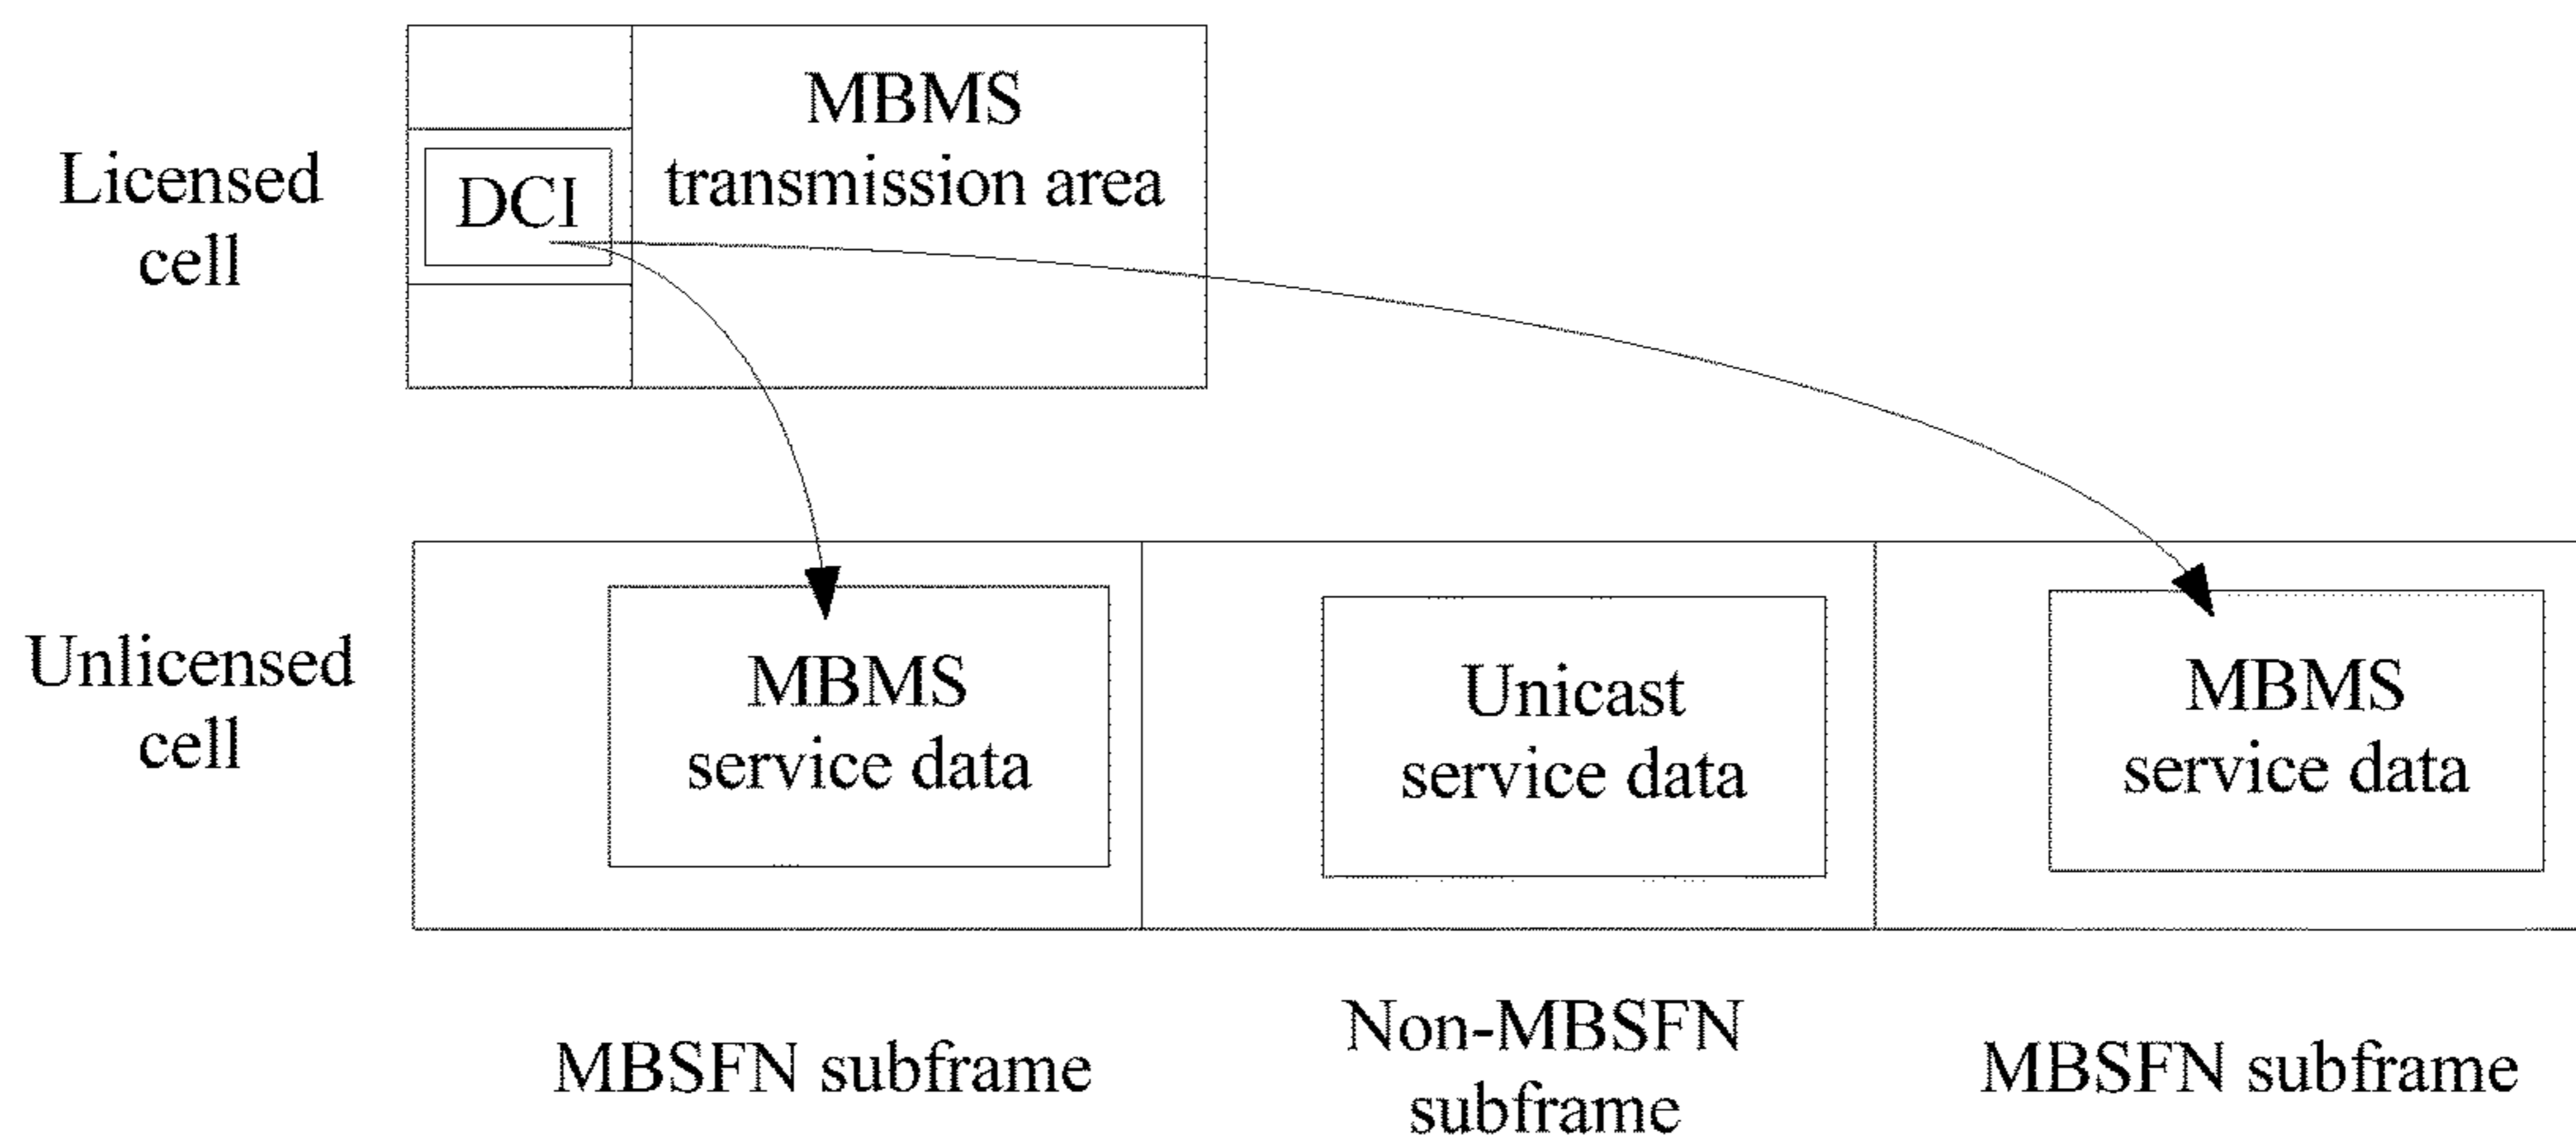 Licensed
cell
DCI
MBMS
transmission area
Unlicensed
cell
MBMS
service data
Unicast
service data
MBMS
service data
MBSFN subframe
Non-MBSFN
subframe
MBSFN subframe